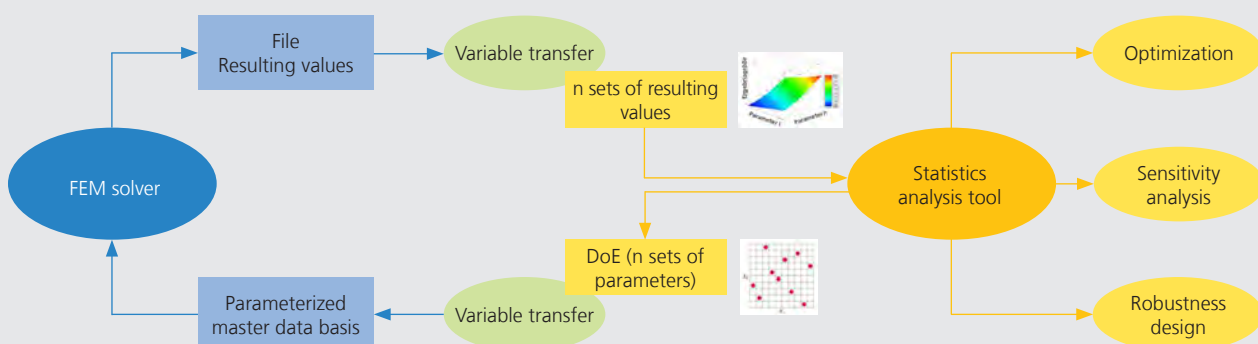 File
Resulting values
Variable transfer
n sets of resulting
values
Parameter
Optimization
FEM solver
Statistics
analysis tool
Sensitivity
analysis
DoE (n sets of
parameters)
Parameterized
master data basis
Variable transfer
Robustness
design